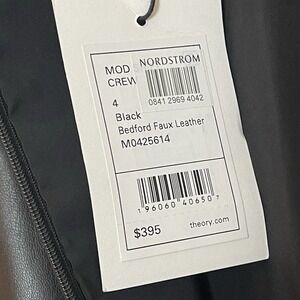 MOD
NORDSTROM
CREW
0841 2969 4042
4
Black
Bedford Faux Leather
M0425614
1 96060 40650 7
$395
theory.com